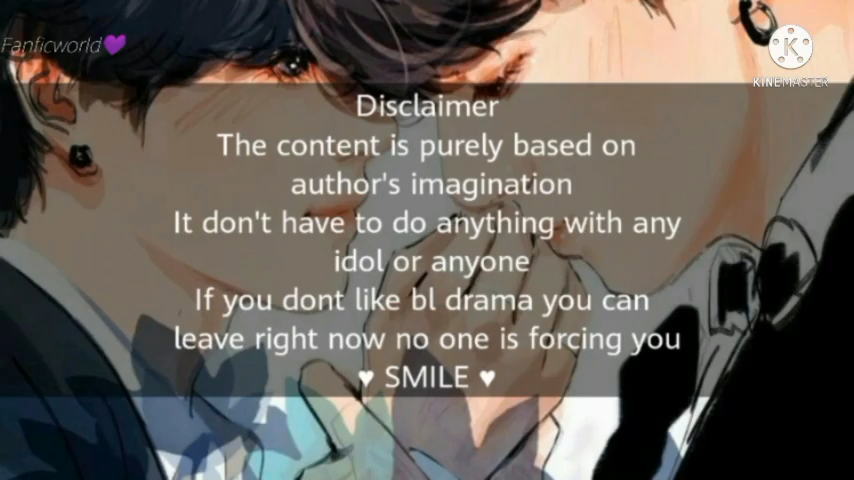 Fanficworld💜
KINEMASTER
Disclaimer
The content is purely based on
author's imagination
It don't have to do anything with any
idol or anyone
If you dont like bl drama you can
leave right now no one is forcing you
♥ SMILE ♥